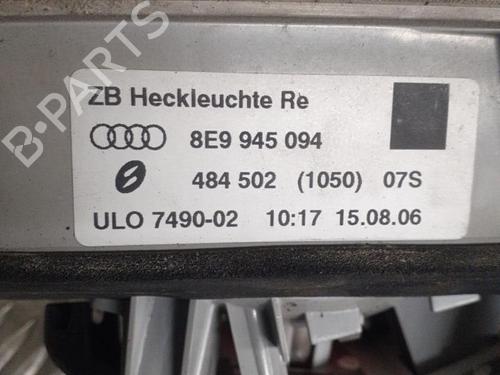 B-PARTS
ZB Heckleuchte Re
8E9 945 094
8 484 502 (1050) 07S
ULO 7490-02 10:17 15.08.06